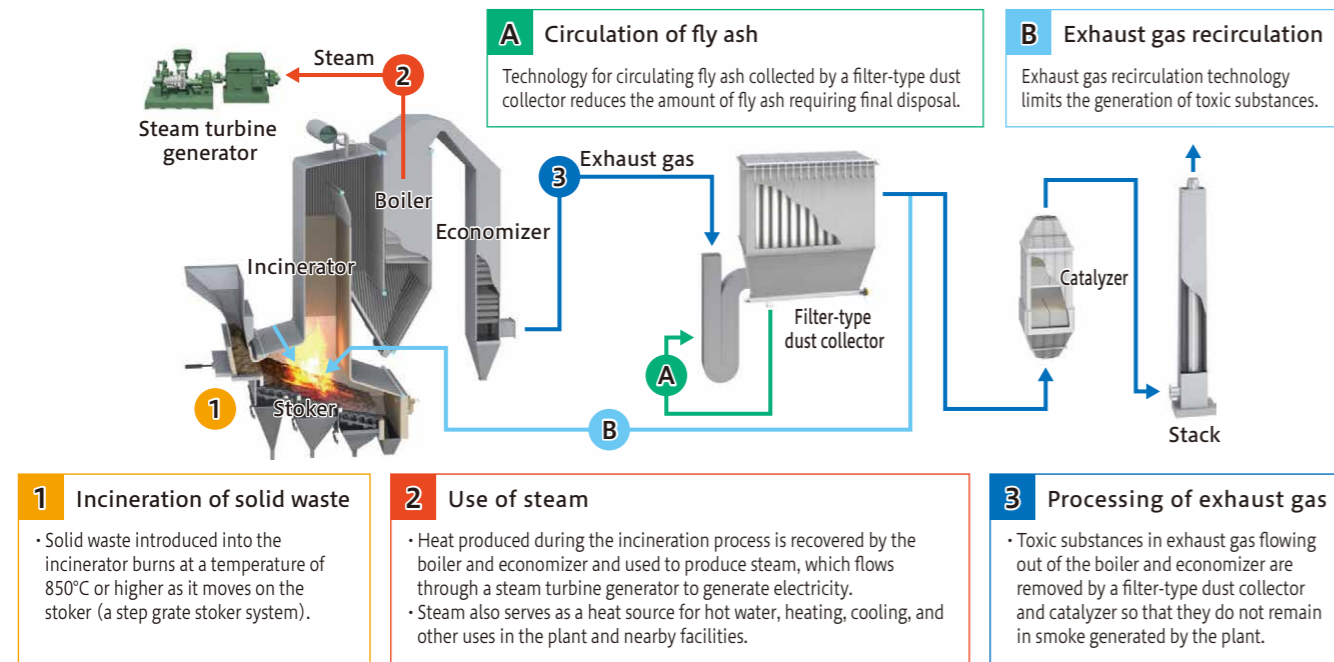 A Circulation of fly ash
Technology for circulating fly ash collected by a filter-type dust
collector reduces the amount of fly ash requiring final disposal.
B Exhaust gas recirculation
Exhaust gas recirculation technology
limits the generation of toxic substances.
Steam
2
Steam turbine
generator
Boiler
Economizer
Incinerator
3
Exhaust gas
Filter-type
dust collector
Catalyzer
A
1
Stoker
B
Stack
1 Incineration of solid waste
・Solid waste introduced into the
incinerator burns at a temperature of
850°C or higher as it moves on the
stoker (a step grate stoker system).
2 Use of steam
・Heat produced during the incineration process is recovered by the
boiler and economizer and used to produce steam, which flows
through a steam turbine generator to generate electricity.
・Steam also serves as a heat source for hot water, heating, cooling, and
other uses in the plant and nearby facilities.
3 Processing of exhaust gas
・Toxic substances in exhaust gas flowing
out of the boiler and economizer are
removed by a filter-type dust collector
and catalyzer so that they do not remain
in smoke generated by the plant.